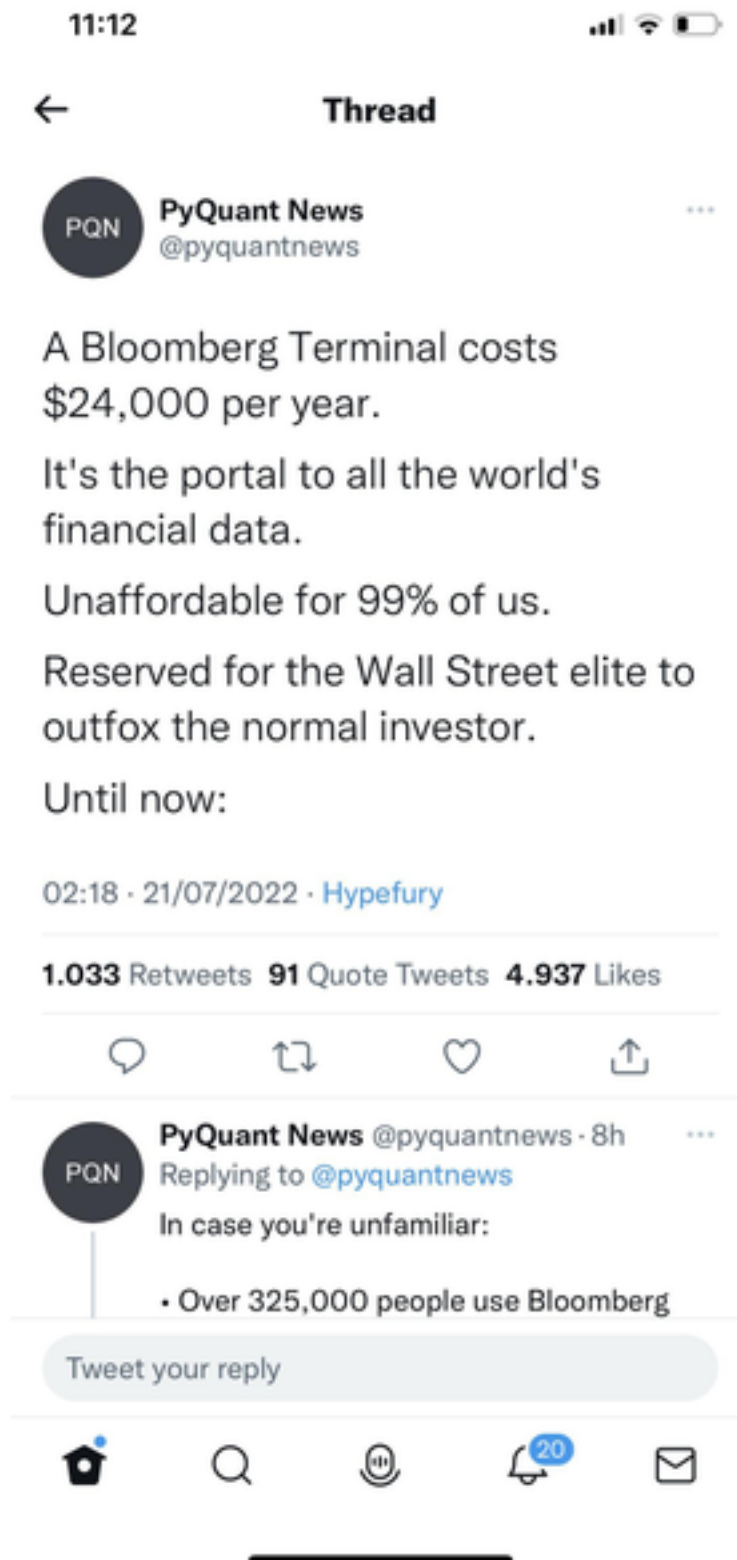 11:12
Thread
PQN
PyQuant News
@pyquantnews
A Bloomberg Terminal costs
$24,000 per year.
It's the portal to all the world's
financial data.
Unaffordable for 99% of us.
Reserved for the Wall Street elite to
outfox the normal investor.
Until now:
02:18 · 21/07/2022 · Hypefury
1.033 Retweets 91 Quote Tweets 4.937 Likes
PQN
PyQuant News @pyquantnews · 8h
Replying to @pyquantnews
In case you're unfamiliar:
• Over 325,000 people use Bloomberg
Tweet your reply
20